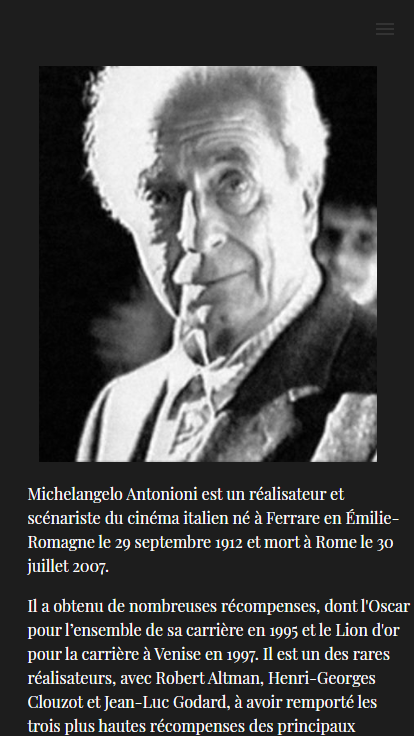 Michelangelo Antonioni est un réalisateur et
scénariste du cinéma italien né à Ferrare en Émilie-
Romagne le 29 septembre 1912 et mort à Rome le 30
juillet 2007.
Il a obtenu de nombreuses récompenses, dont l'Oscar
pour l’ensemble de sa carrière en 1995 et le Lion d'or
pour la carrière à Venise en 1997. Il est un des rares
réalisateurs, avec Robert Altman, Henri-Georges
Clouzot et Jean-Luc Godard, à avoir remporté les
trois plus hautes récompenses des principaux